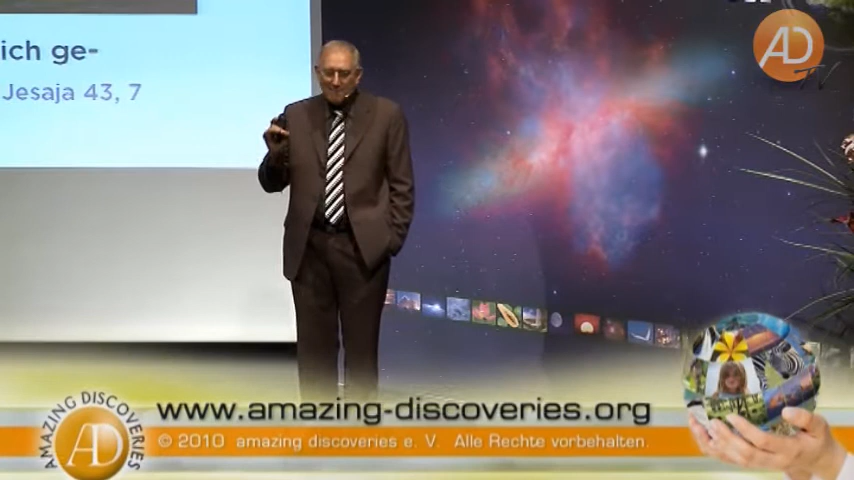 ich ge-
Jesaja 43, 7
AD
TV
AMAZING DISCOVERIES
AD
www.amazing-discoveries.org
© 2010 amazing discoveries e. V. Alle Rechte vorbehalten.